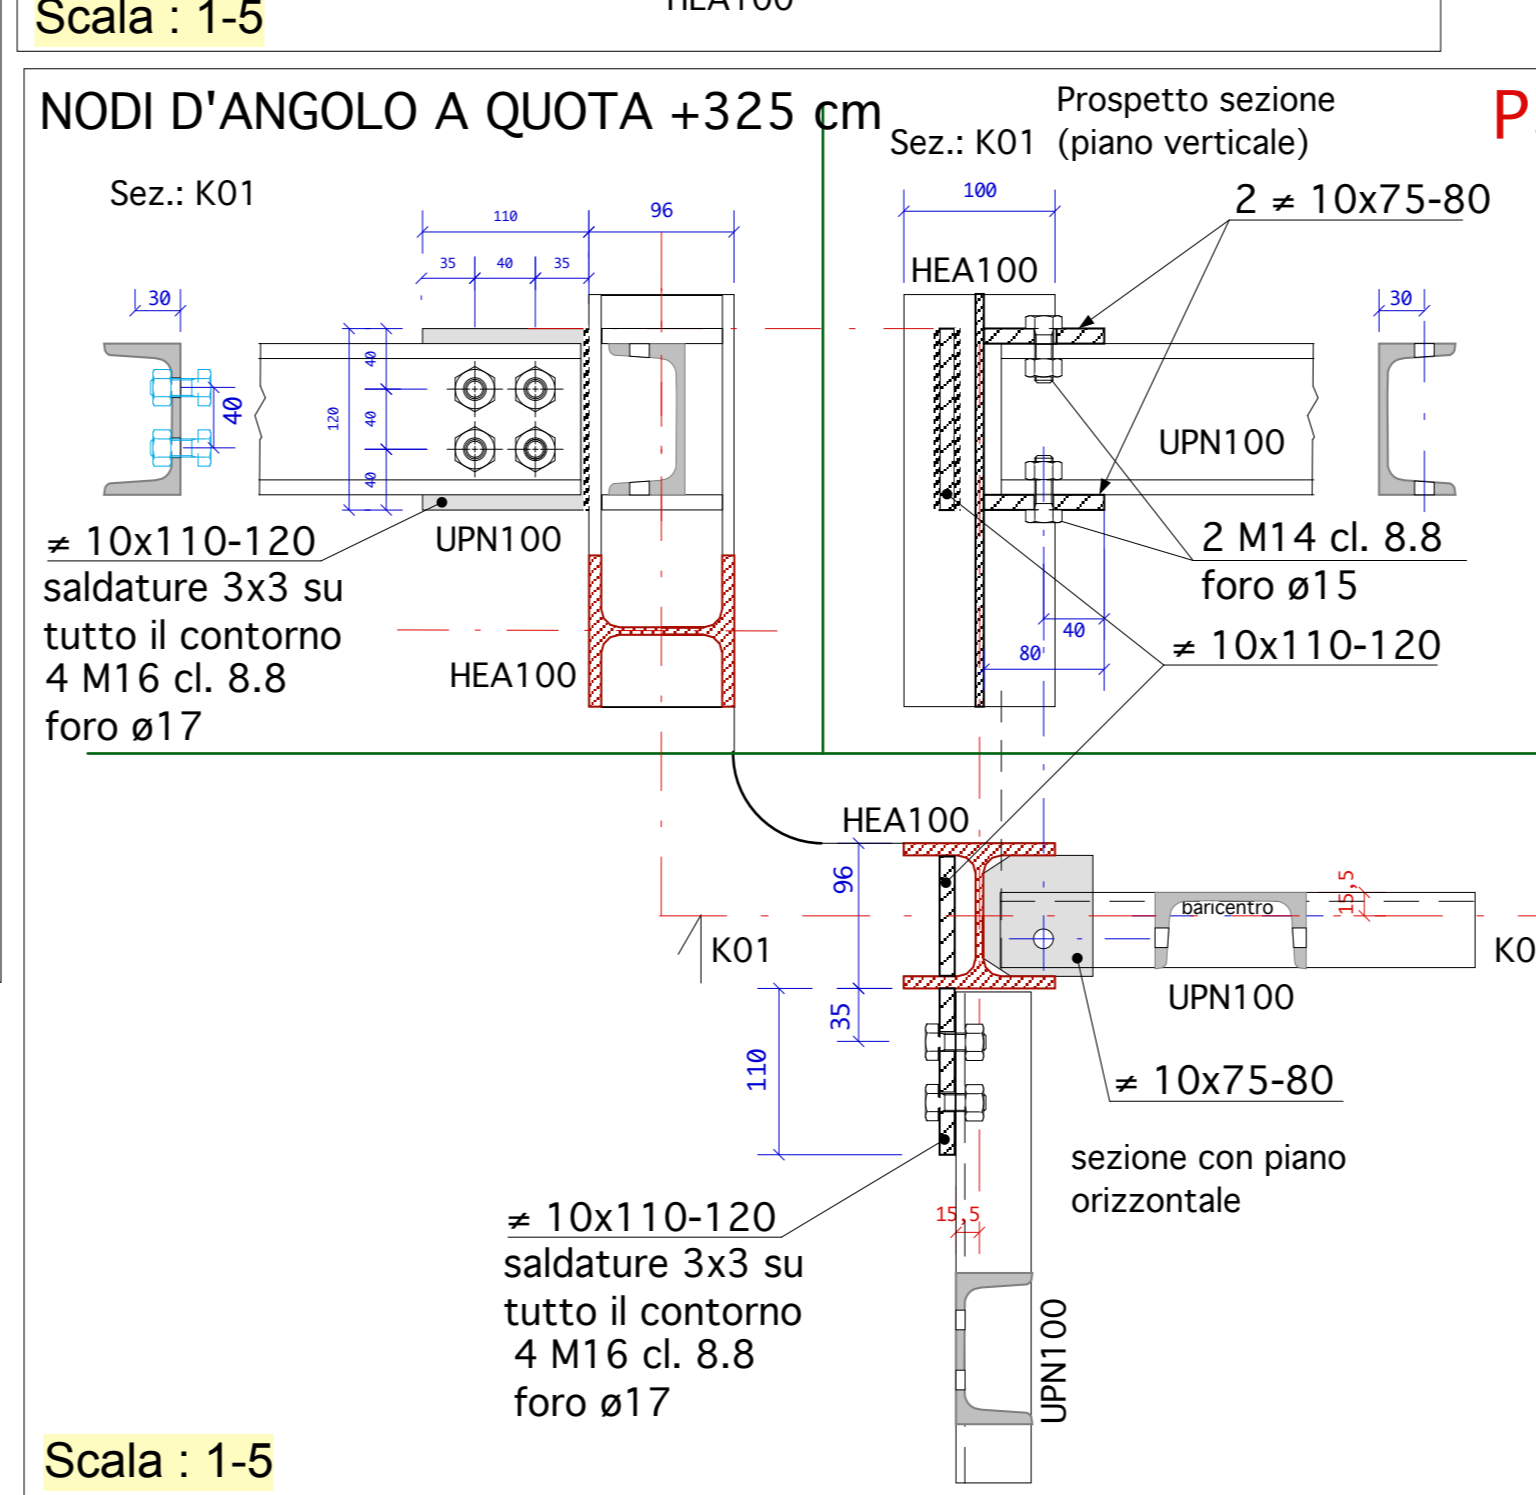 HEA100
Scala : 1-5
NODI D'ANGOLO A QUOTA +325 cm
Sez.: K01
110
96
35
40
35
30
40
120
40
40
40
≠ 10x110-120
saldature 3x3 su
tutto il contorno
4 M16 cl. 8.8
foro ø17
UPN100
HEA100
Sez.: K01
Prospetto sezione
(piano verticale)
100
2 ≠ 10x75-80
HEA100
30
UPN100
2 M14 cl. 8.8
foro ø15
40
80
≠ 10x110-120
HEA100
96
K01
35
110
baricentro
15,5
UPN100
≠ 10x75-80
sezione con piano
orizzontale
≠ 10x110-120
saldature 3x3 su
tutto il contorno
4 M16 cl. 8.8
foro ø17
15,5
UPN100
Scala : 1-5